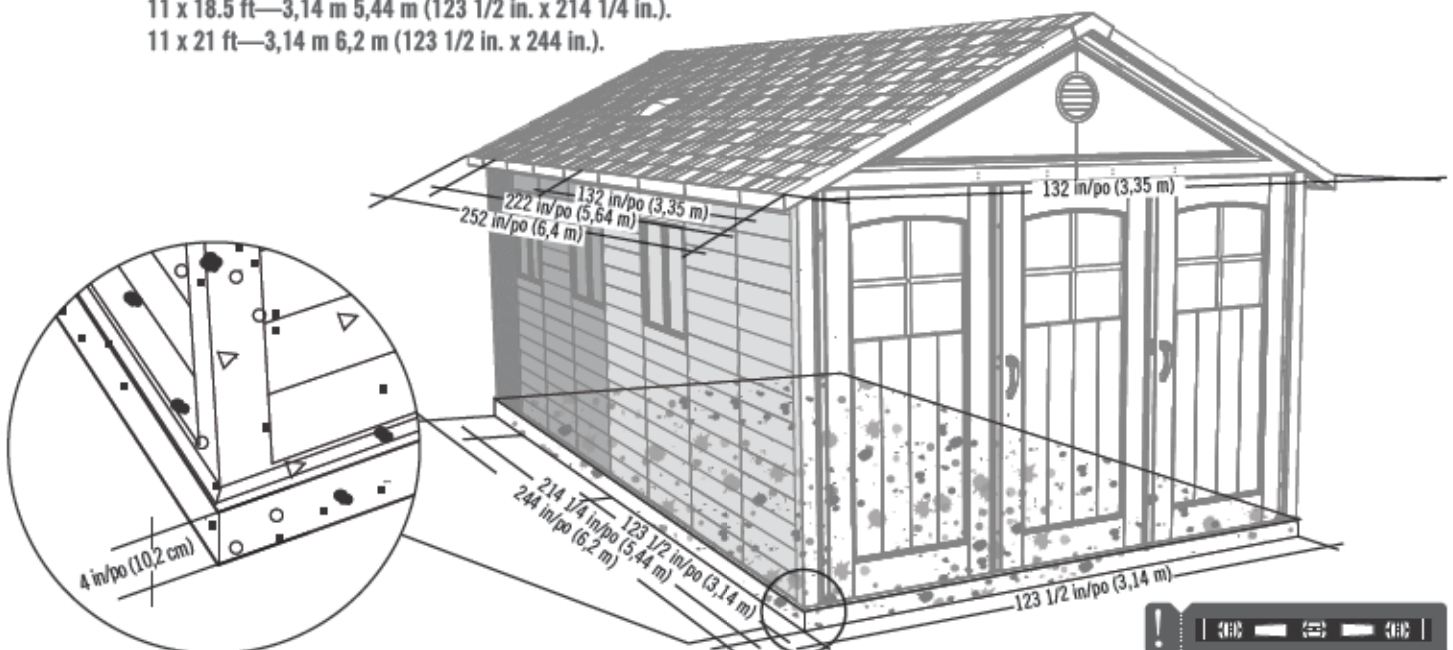 11 x 18.5 ft—3,14 m 5,44 m (123 1/2 in. x 214 1/4 in.).
11 x 21 ft—3,14 m 6,2 m (123 1/2 in. x 244 in.).
132 in/po (3,35 m)
222 in/po (5,64 m)
252 in/po (6,4 m)
132 in/po (3,35 m)
4 in/po (10,2 cm)
123 1/2 in/po (3,14 m)
214 1/4 in/po (5,44 m)
244 in/po (6,2 m)
123 1/2 in/po (3,14 m)
!